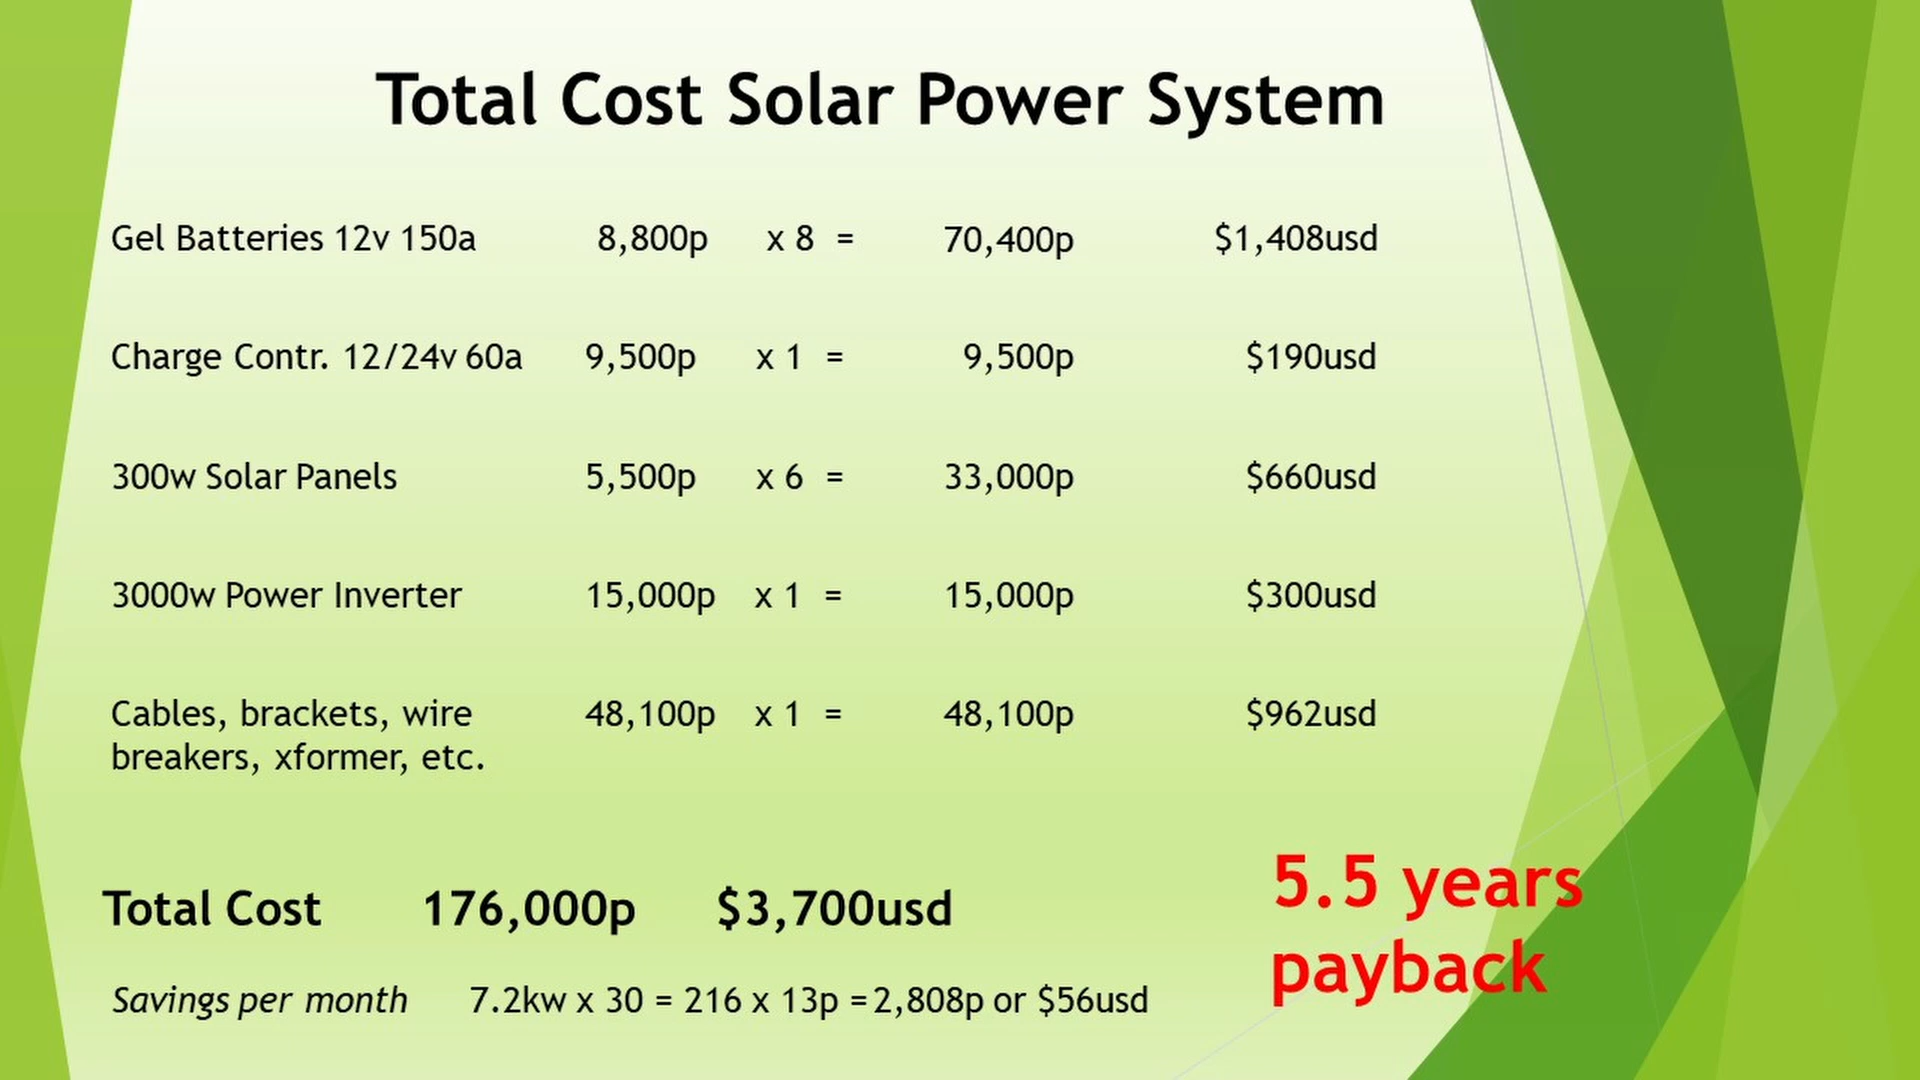 Total Cost Solar Power System
Gel Batteries 12v 150a 8,800p x 8 = 70,400p $1,408usd
Charge Contr. 12/24v 60a 9,500p x 1 = 9,500p $190usd
300w Solar Panels 5,500p x 6 = 33,000p $660usd
3000w Power Inverter 15,000p x 1 = 15,000p $300usd
Cables, brackets, wire 48,100p x 1 = 48,100p $962usd
breakers, xformer, etc.
Total Cost 176,000p $3,700usd
5.5 years
payback
Savings per month 7.2kw x 30 = 216 x 13p = 2,808p or $56usd